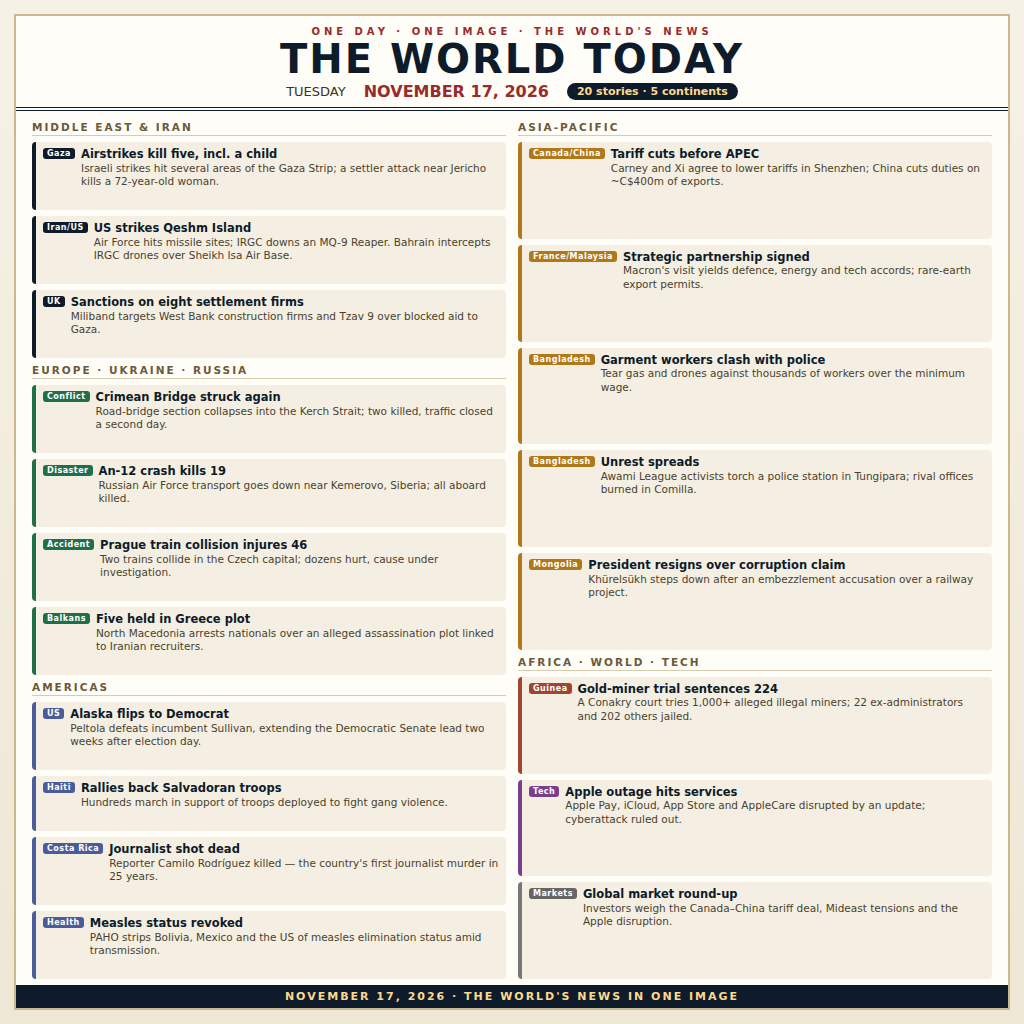 ONE DAY · ONE IMAGE · THE WORLD'S NEWS
THE WORLD TODAY
TUESDAY NOVEMBER 17, 2026 20 stories · 5 continents
MIDDLE EAST & IRAN
Gaza Airstrikes kill five, incl. a child
Israeli strikes hit several areas of the Gaza Strip; a settler attack near Jericho
kills a 72-year-old woman.
Iran/US US strikes Qeshm Island
Air Force hits missile sites; IRGC downs an MQ-9 Reaper. Bahrain intercepts
IRGC drones over Sheikh Isa Air Base.
UK Sanctions on eight settlement firms
Miliband targets West Bank construction firms and Tzav 9 over blocked aid to
Gaza.
EUROPE · UKRAINE · RUSSIA
Conflict Crimean Bridge struck again
Road-bridge section collapses into the Kerch Strait; two killed, traffic closed
a second day.
Disaster An-12 crash kills 19
Russian Air Force transport goes down near Kemerovo, Siberia; all aboard
killed.
Accident Prague train collision injures 46
Two trains collide in the Czech capital; dozens hurt, cause under
investigation.
Balkans Five held in Greece plot
North Macedonia arrests nationals over an alleged assassination plot linked
to Iranian recruiters.
AMERICAS
US Alaska flips to Democrat
Peltola defeats incumbent Sullivan, extending the Democratic Senate lead two
weeks after election day.
Haiti Rallies back Salvadoran troops
Hundreds march in support of troops deployed to fight gang violence.
Costa Rica Journalist shot dead
Reporter Camilo Rodríguez killed — the country's first journalist murder in
25 years.
Health Measles status revoked
PAHO strips Bolivia, Mexico and the US of measles elimination status amid
transmission.
ASIA-PACIFIC
Canada/China Tariff cuts before APEC
Carney and Xi agree to lower tariffs in Shenzhen; China cuts duties on
~C$400m of exports.
France/Malaysia Strategic partnership signed
Macron's visit yields defence, energy and tech accords; rare-earth
export permits.
Bangladesh Garment workers clash with police
Tear gas and drones against thousands of workers over the minimum
wage.
Bangladesh Unrest spreads
Awami League activists torch a police station in Tungipara; rival offices
burned in Comilla.
Mongolia President resigns over corruption claim
Khürelsükh steps down after an embezzlement accusation over a railway
project.
AFRICA · WORLD · TECH
Guinea Gold-miner trial sentences 224
A Conakry court tries 1,000+ alleged illegal miners; 22 ex-administrators
and 202 others jailed.
Tech Apple outage hits services
Apple Pay, iCloud, App Store and AppleCare disrupted by an update;
cyberattack ruled out.
Markets Global market round-up
Investors weigh the Canada–China tariff deal, Mideast tensions and the
Apple disruption.
NOVEMBER 17, 2026 · THE WORLD'S NEWS IN ONE IMAGE